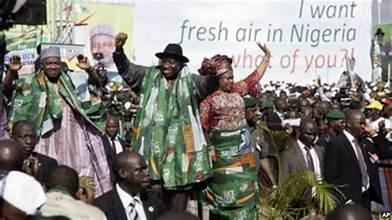 I want
fresh air in Nigeria
what of you?!